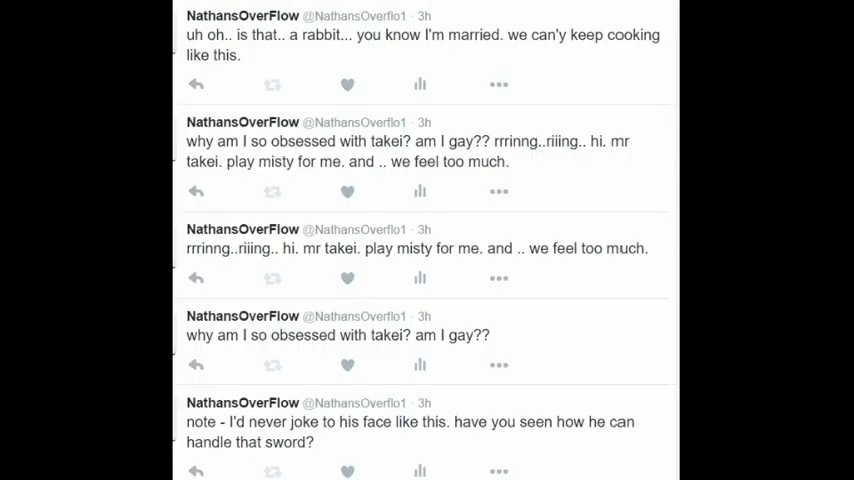 NathansOverFlow @NathansOverflo1 · 3h
uh oh.. is that.. a rabbit... you know I'm married. we can'y keep cooking
like this.
NathansOverFlow @NathansOverflo1 · 3h
why am I so obsessed with takei? am I gay?? rrrinng..riiing.. hi. mr
takei. play misty for me. and .. we feel too much.
NathansOverFlow @NathansOverflo1 · 3h
rrrinng..riiing.. hi. mr takei. play misty for me. and .. we feel too much.
NathansOverFlow @NathansOverflo1 · 3h
why am I so obsessed with takei? am I gay??
NathansOverFlow @NathansOverflo1 · 3h
note - I'd never joke to his face like this. have you seen how he can
handle that sword?